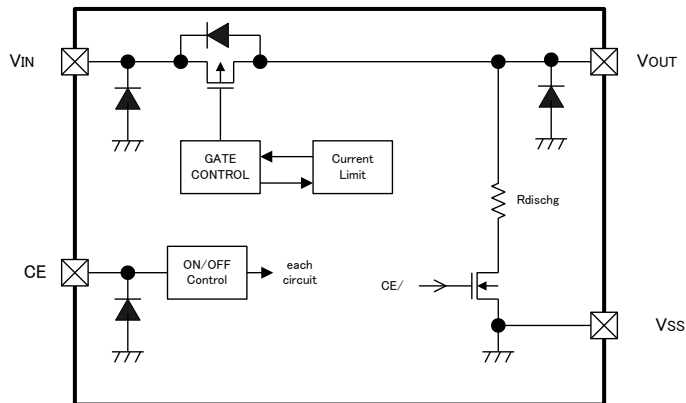 VIN
VOUT
GATE
CONTROL
Current
Limit
Rdischg
CE
ON/OFF
Control
each
circuit
CE/
VSS